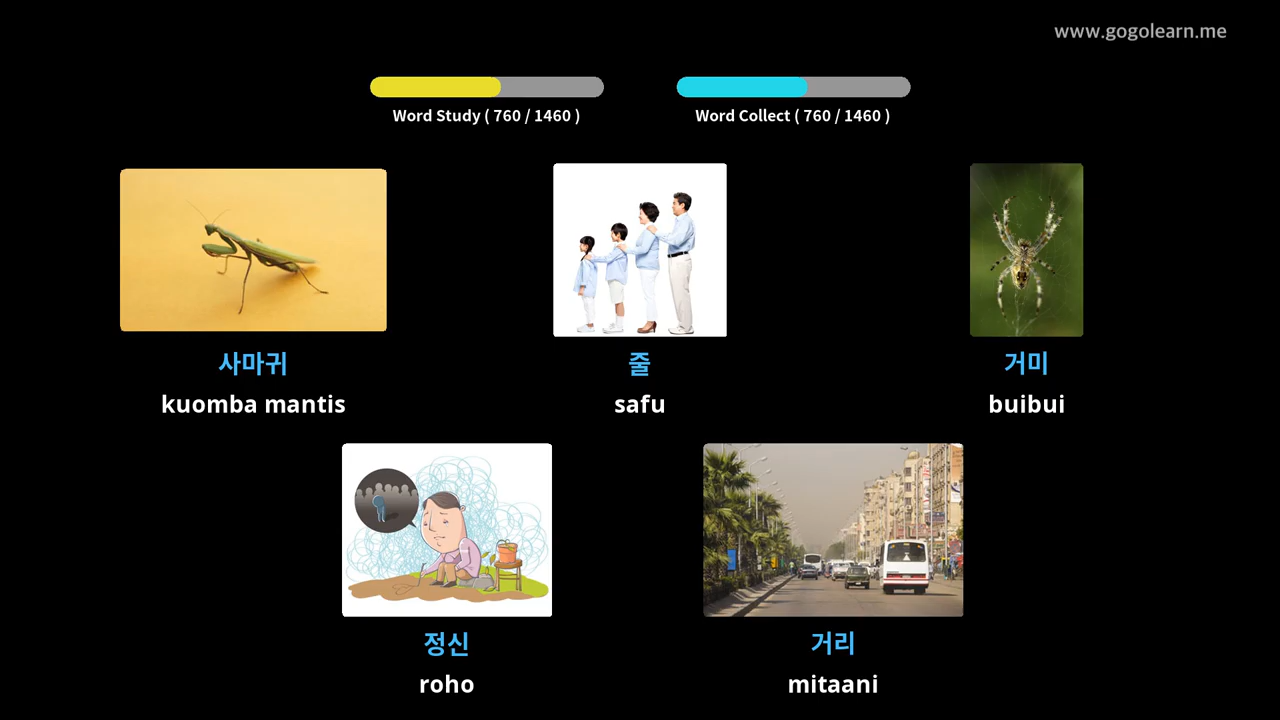 www.gogolearn.me
Word Study ( 760 / 1460 )
Word Collect ( 760 / 1460 )
사마귀
kuomba mantis
줄
safu
거미
buibui
정신
roho
거리
mitaani